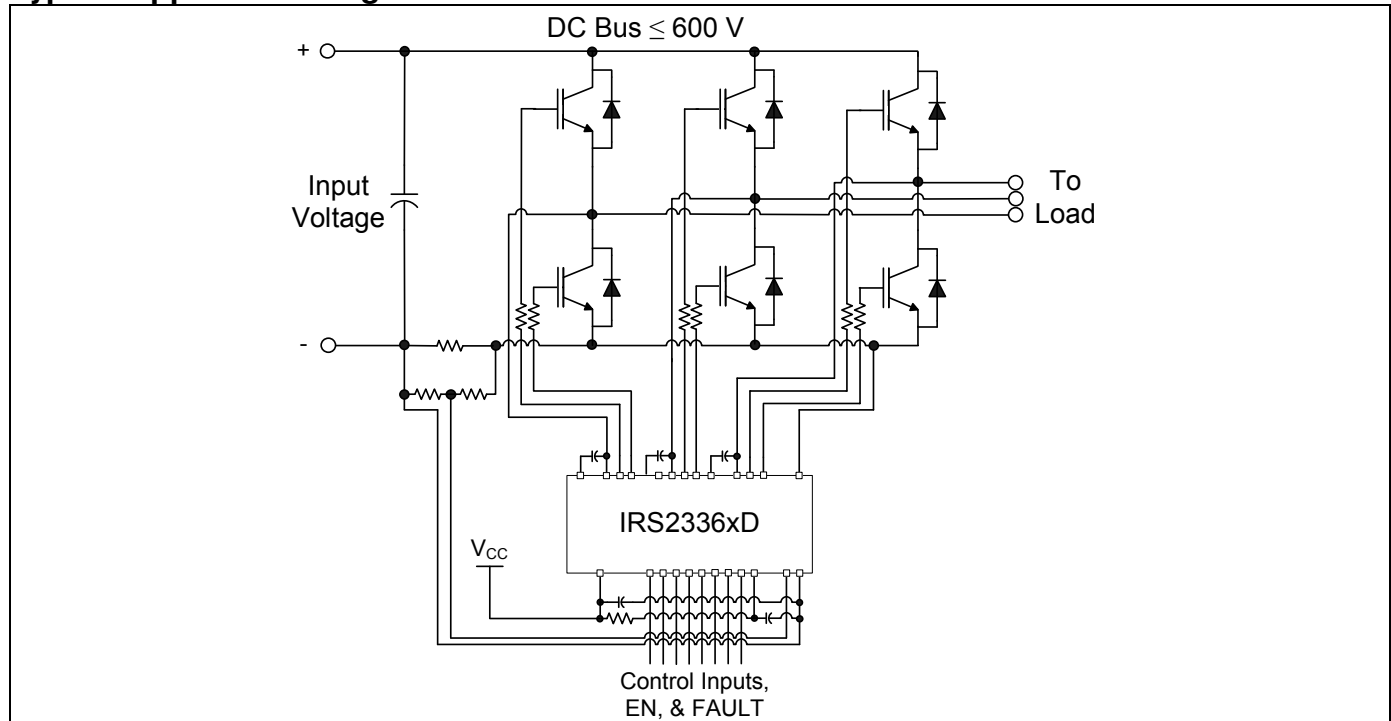 DC Bus ≤ 600 V
+
Input
Voltage
To
Load
-
IRS2336xD
VCC
Control Inputs,
EN, & FAULT